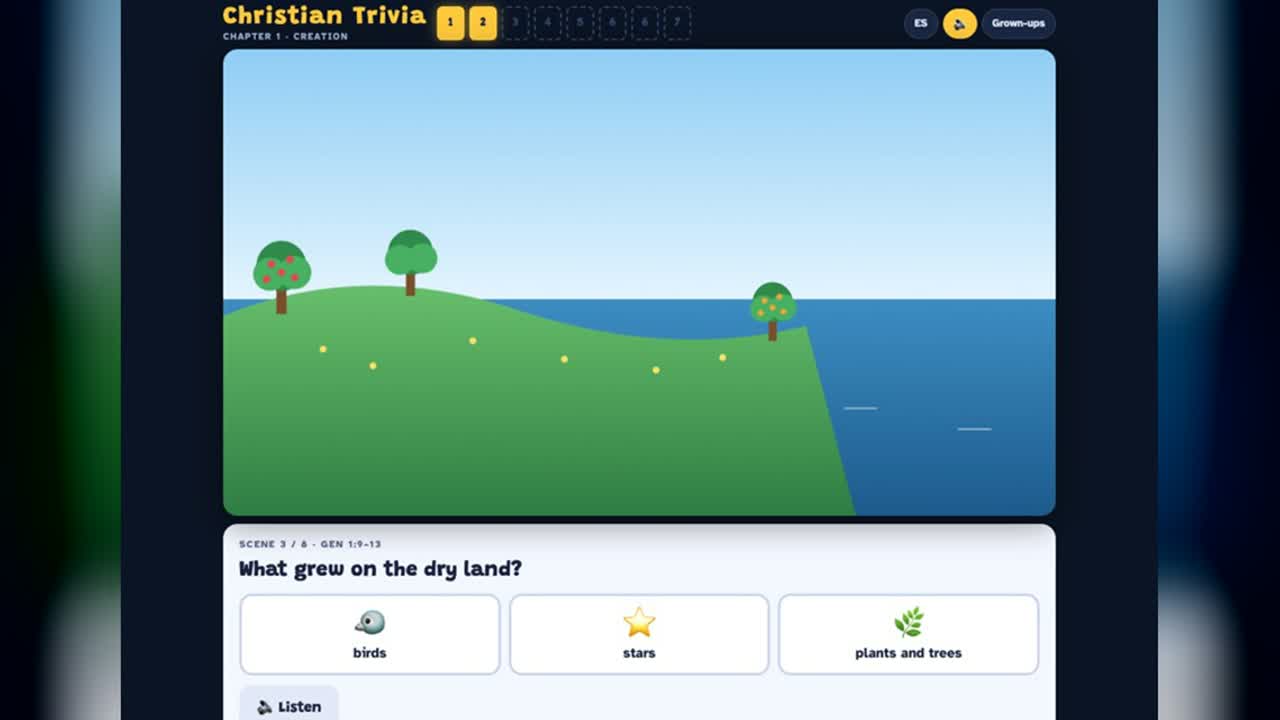 Christian Trivia
CHAPTER 1 · CREATION
1 2 3 4 5 6 6 7
ES
Grown-ups
SCENE 3 / 6 · GEN 1:9–13
What grew on the dry land?
birds
stars
plants and trees
Listen